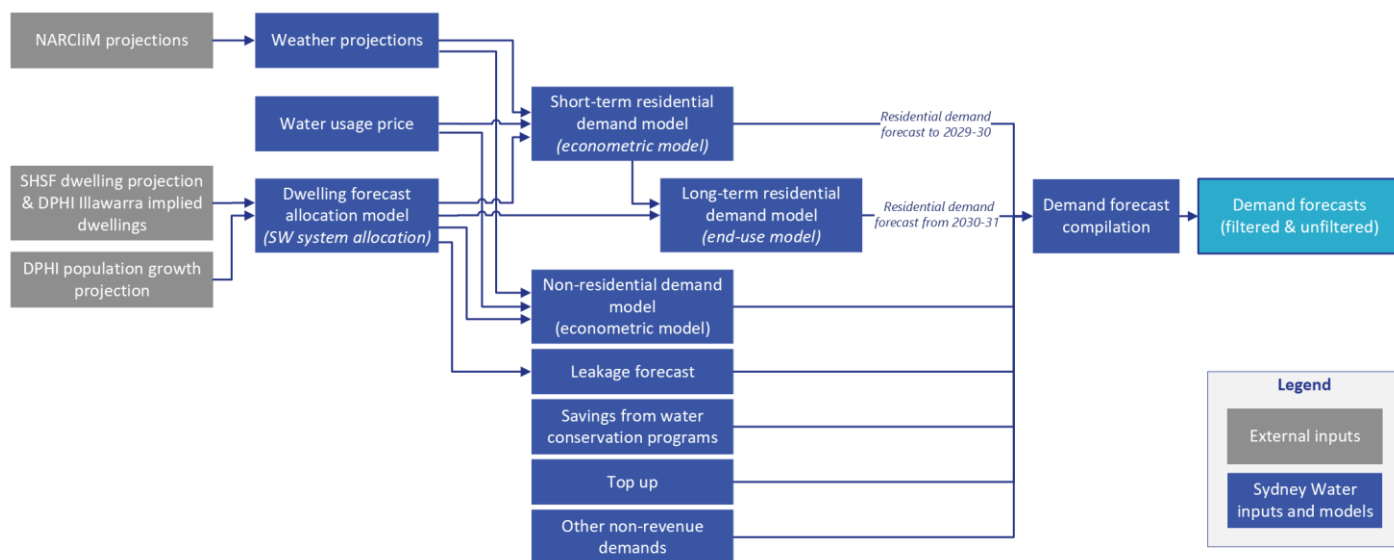 NARCliM projections
Weather projections
Water usage price
SHSF dwelling projection
& DPHI Illawarra implied
dwellings
DPHI population growth
projection
Dwelling forecast
allocation model
(SW system allocation)
Short-term residential
demand model
(econometric model)
Residential demand
forecast to 2029-30
Long-term residential
demand model
(end-use model)
Residential demand
forecast from 2030-31
Demand forecast
compilation
Demand forecasts
(filtered & unfiltered)
Non-residential demand
model
(econometric model)
Leakage forecast
Savings from water
conservation programs
Top up
Other non-revenue
demands
Legend
External inputs
Sydney Water
inputs and models